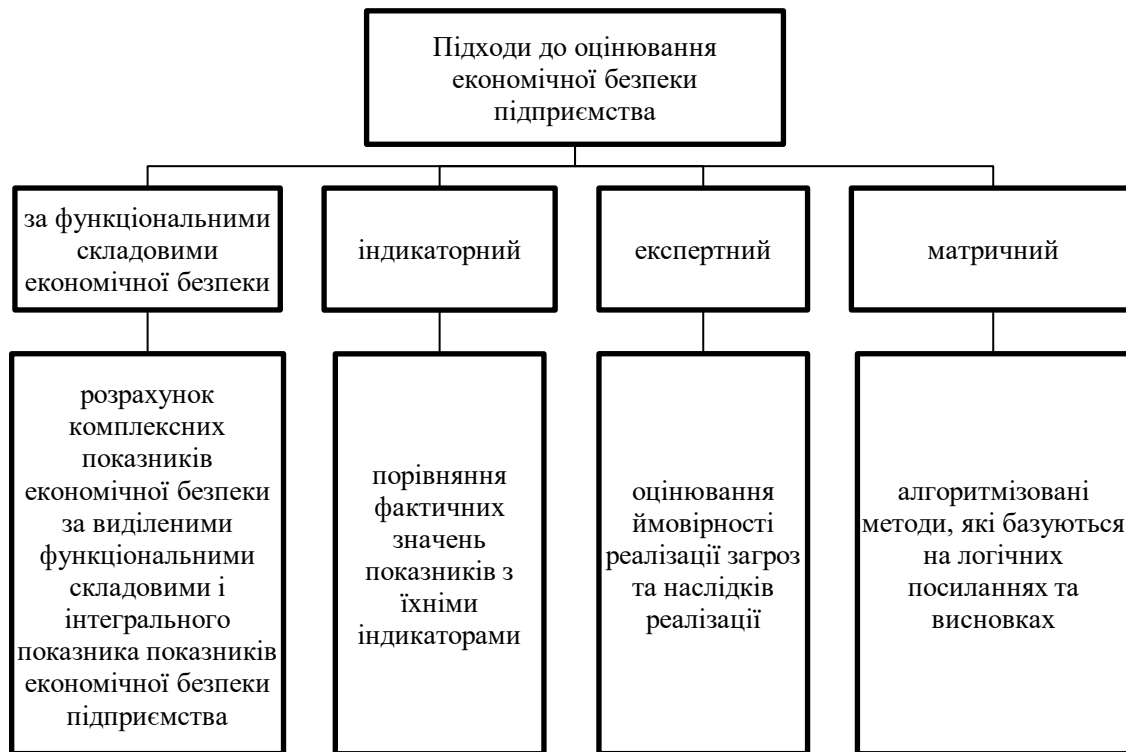 Підходи до оцінювання
економічної безпеки
підприємства
за функціональними
складовими
економічної безпеки
індикаторний
експертний
матричний
розрахунок
комплексних
показників
економічної безпеки
за виділеними
функціональними
складовими і
інтегрального
показника показників
економічної безпеки
підприємства
порівняння
фактичних
значень
показників з
їхніми
індикаторами
оцінювання
ймовірності
реалізації загроз
та наслідків
реалізації
алгоритмізовані
методи, які базуються
на логічних
посиланнях та
висновках